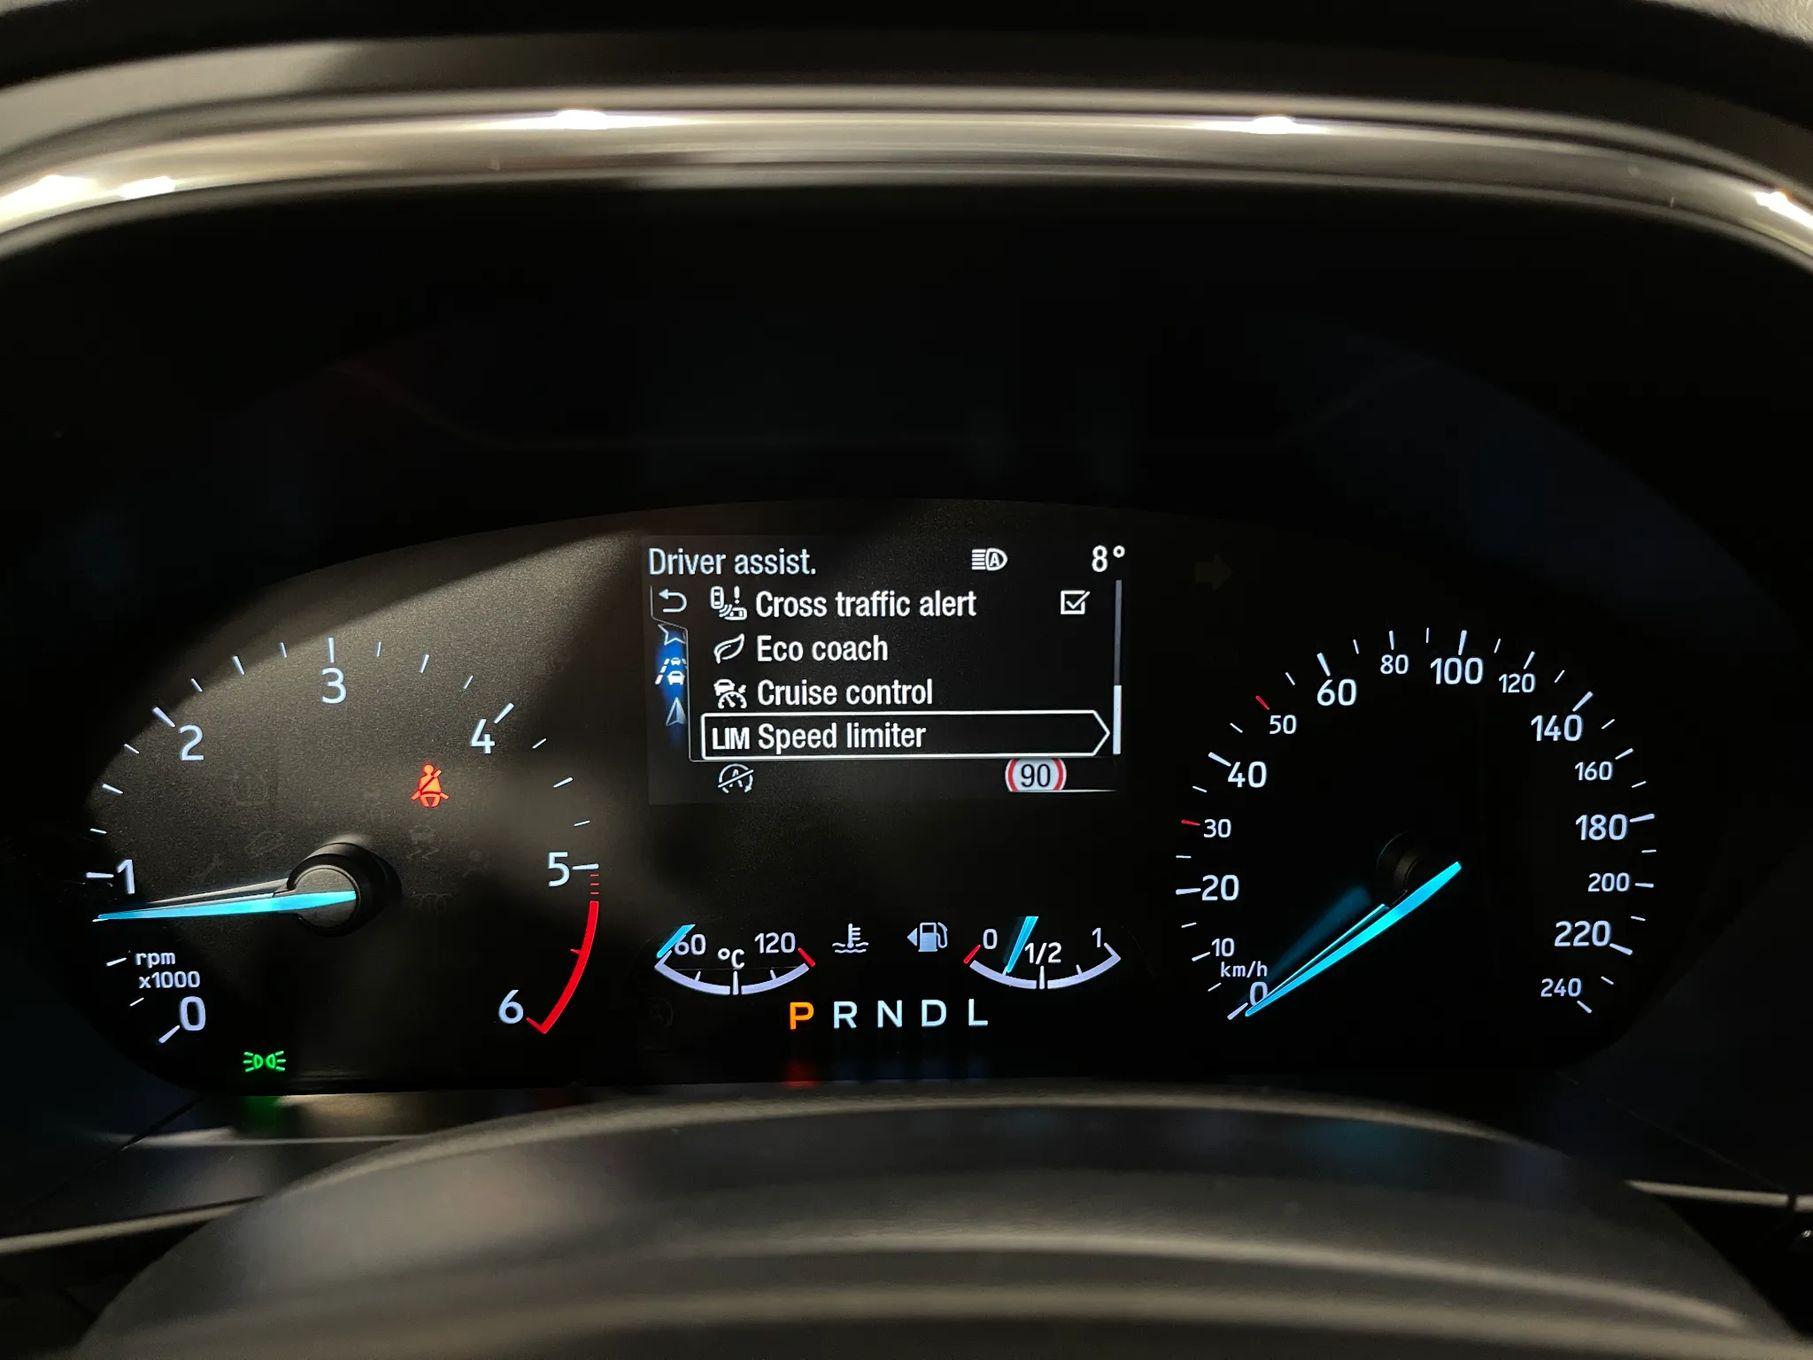 Driver assist. A 8°
Cross traffic alert
Eco coach
Cruise control
LIM Speed limiter
A 90
0 1 2 3 4 5 6
rpm
x1000
60 °C 120
0 1/2 1
P R N D L
0 10 20 30 40 50 60 80 100 120 140 160 180 200 220 240
km/h